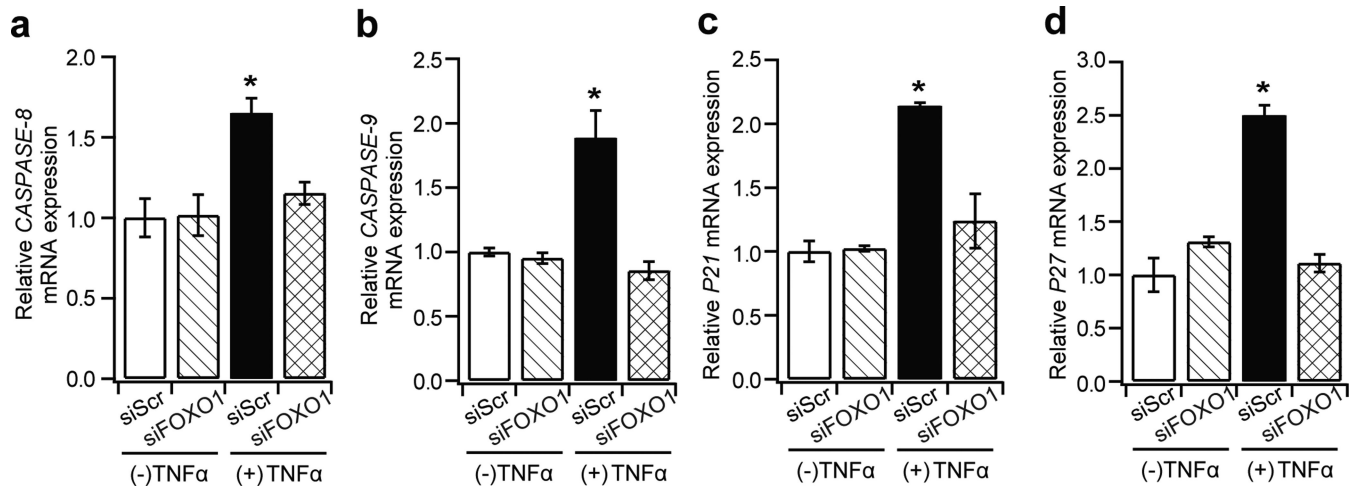 a
Relative CASPASE-8
mRNA expression
2.0
1.5
1.0
0.5
0.0
*
siScr
siFOXO1
siScr
siFOXO1
(-)TNFα
(+)TNFα
b
Relative CASPASE-9
mRNA expression
2.5
2.0
1.5
1.0
0.5
0.0
*
siScr
siFOXO1
siScr
siFOXO1
(-)TNFα
(+)TNFα
c
Relative P21 mRNA expression
2.5
2.0
1.5
1.0
0.5
0.0
*
siScr
siFOXO1
siScr
siFOXO1
(-)TNFα
(+)TNFα
d
Relative P27 mRNA expression
3.0
2.5
2.0
1.5
1.0
0.5
0.0
*
siScr
siFOXO1
siScr
siFOXO1
(-)TNFα
(+)TNFα